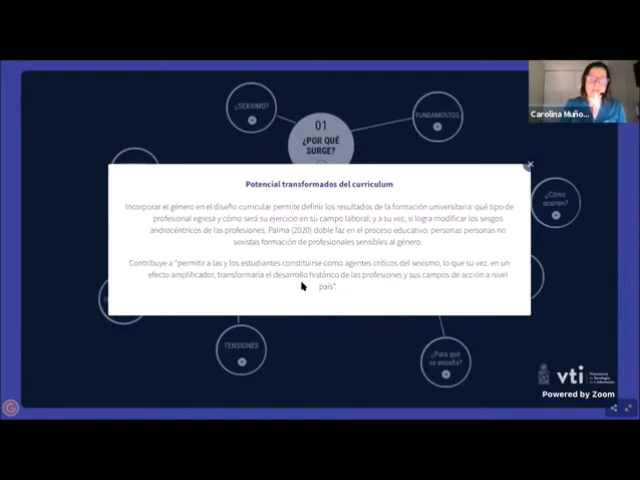 Carolina Muño...
¿SEXISMO?
01
¿POR QUÉ
SURGE?
FUNDAMENTOS
Potencial transformados del curriculum
Incorporar el género en el diseño curricular permite definir los resultados de la formación universitaria: qué tipo de
profesional egresa y cómo será su ejercicio en su campo laboral; y a su vez, si logra modificar los sesgos
androcéntricos de las profesiones. Palma (2020) doble faz en el proceso educativo: personas personas no
sexistas formación de profesionales sensibles al género.
Contribuye a "permitir a las y los estudiantes constituirse como agentes críticos del sexismo, lo que su vez, en un
efecto amplificador, transformaría el desarrollo histórico de las profesiones y sus campos de acción a nivel
país".
¿Cómo
ocurren?
TENSIONES
¿Para qué
se enseña?
vti
Powered by Zoom